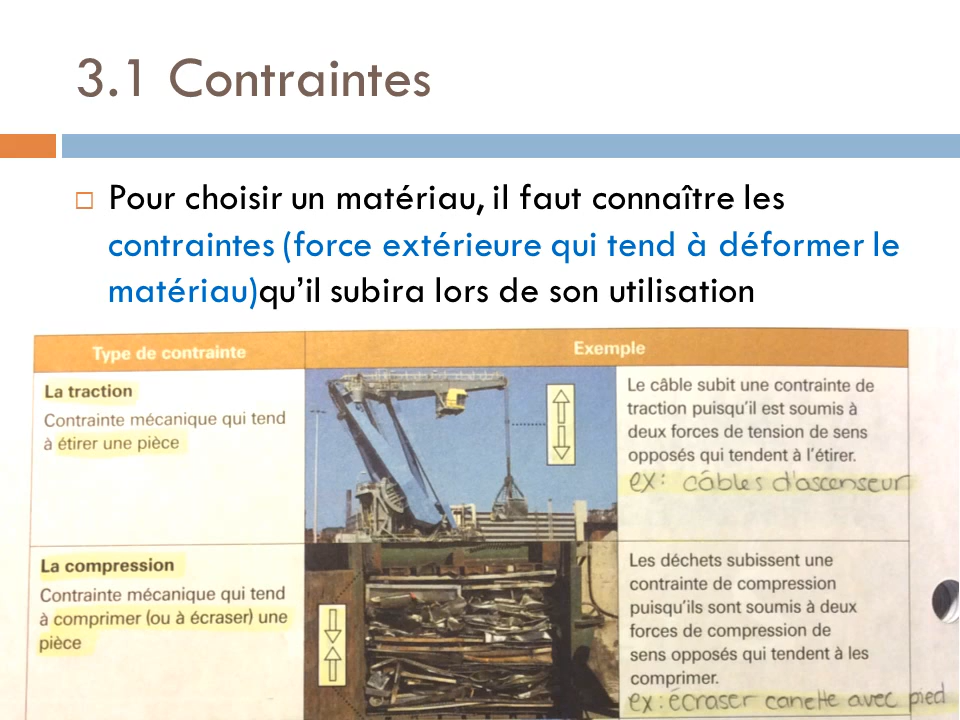 3.1 Contraintes
Pour choisir un matériau, il faut connaître les
contraintes (force extérieure qui tend à déformer le
matériau)qu’il subira lors de son utilisation
Type de contrainte
Exemple
La traction
Contrainte mécanique qui tend
à étirer une pièce
Le câble subit une contrainte de
traction puisqu'il est soumis à
deux forces de tension de sens
opposés qui tendent à l'étirer.
ex: câbles d'ascenseur
La compression
Contrainte mécanique qui tend
à comprimer (ou à écraser) une
pièce
Les déchets subissent une
contrainte de compression
puisqu'ils sont soumis à deux
forces de compression de
sens opposés qui tendent à les
comprimer.
ex: écraser canette avec pied